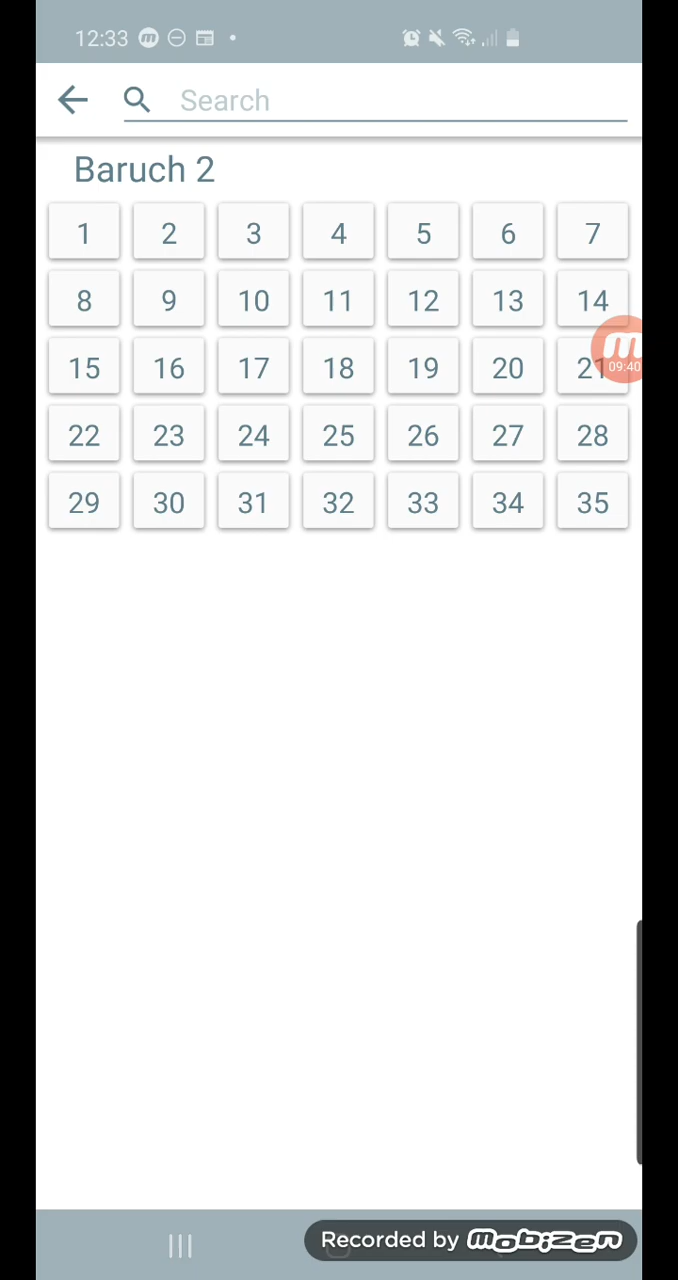 12:33
Search
Baruch 2
1 2 3 4 5 6 7
8 9 10 11 12 13 14
15 16 17 18 19 20 21
09:40
22 23 24 25 26 27 28
29 30 31 32 33 34 35
Recorded by mobizen